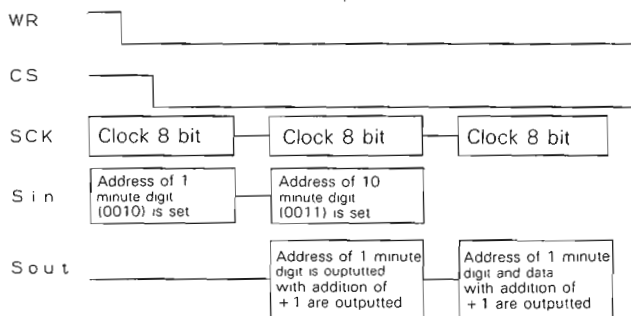 WR
CS
SCK
Clock 8 bit
Clock 8 bit
Clock 8 bit
Sin
Address of 1
minute digit
(0010) is set
Address of 10
minute digit
(0011) is set
Sout
Address of 1 minute
digit is ouptutted
with addition of
+1 are outputted
Address of 1 minute
digit and data
with addition of
+1 are outputted